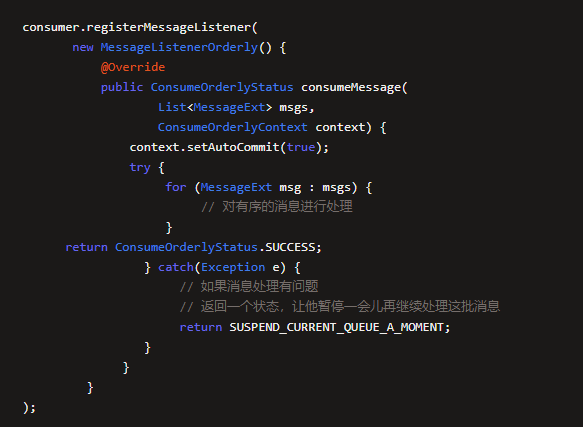 consumer.registerMessageListener(
new MessageListenerOrderly() {
@Override
public ConsumeOrderlyStatus consumeMessage(
List<MessageExt> msgs,
ConsumeOrderlyContext context) {
context.setAutoCommit(true);
try {
for (MessageExt msg : msgs) {
// 对有序的消息进行处理
}
return ConsumeOrderlyStatus.SUCCESS;
} catch(Exception e) {
// 如果消息处理有问题
// 返回一个状态，让他暂停一会儿再继续处理这批消息
return SUSPEND_CURRENT_QUEUE_A_MOMENT;
}
}
}
);